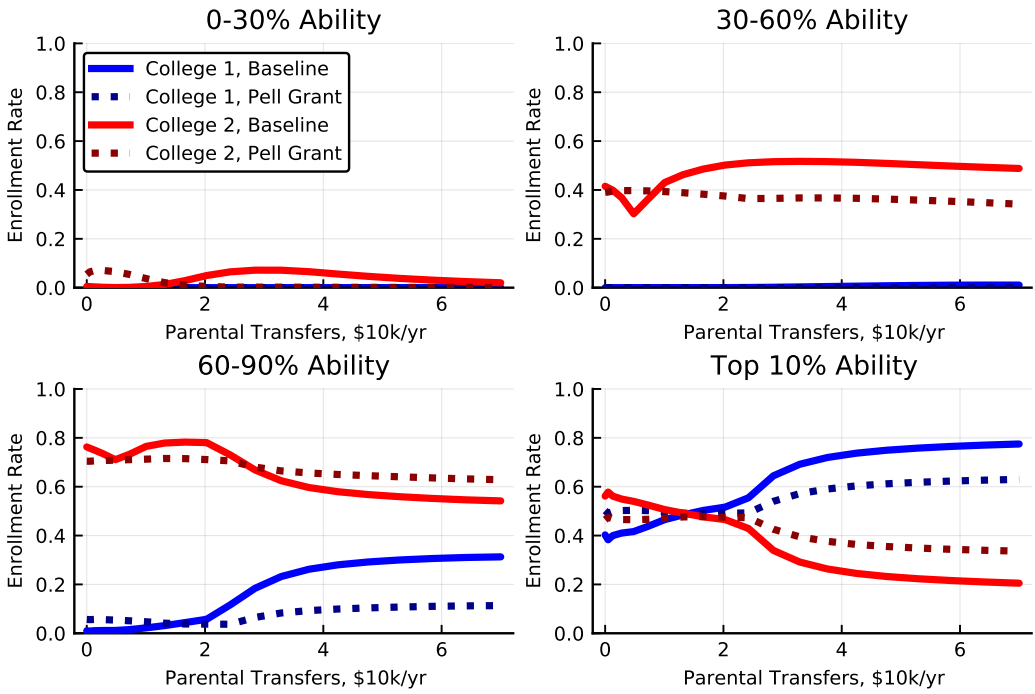 0-30% Ability
1.0
0.8
0.6
0.4
0.2
0.0
Enrollment Rate
College 1, Baseline
College 1, Pell Grant
College 2, Baseline
College 2, Pell Grant
0 2 4 6
Parental Transfers, $10k/yr
30-60% Ability
1.0
0.8
0.6
0.4
0.2
0.0
Enrollment Rate
0 2 4 6
Parental Transfers, $10k/yr
60-90% Ability
1.0
0.8
0.6
0.4
0.2
0.0
Enrollment Rate
0 2 4 6
Parental Transfers, $10k/yr
Top 10% Ability
1.0
0.8
0.6
0.4
0.2
0.0
Enrollment Rate
0 2 4 6
Parental Transfers, $10k/yr